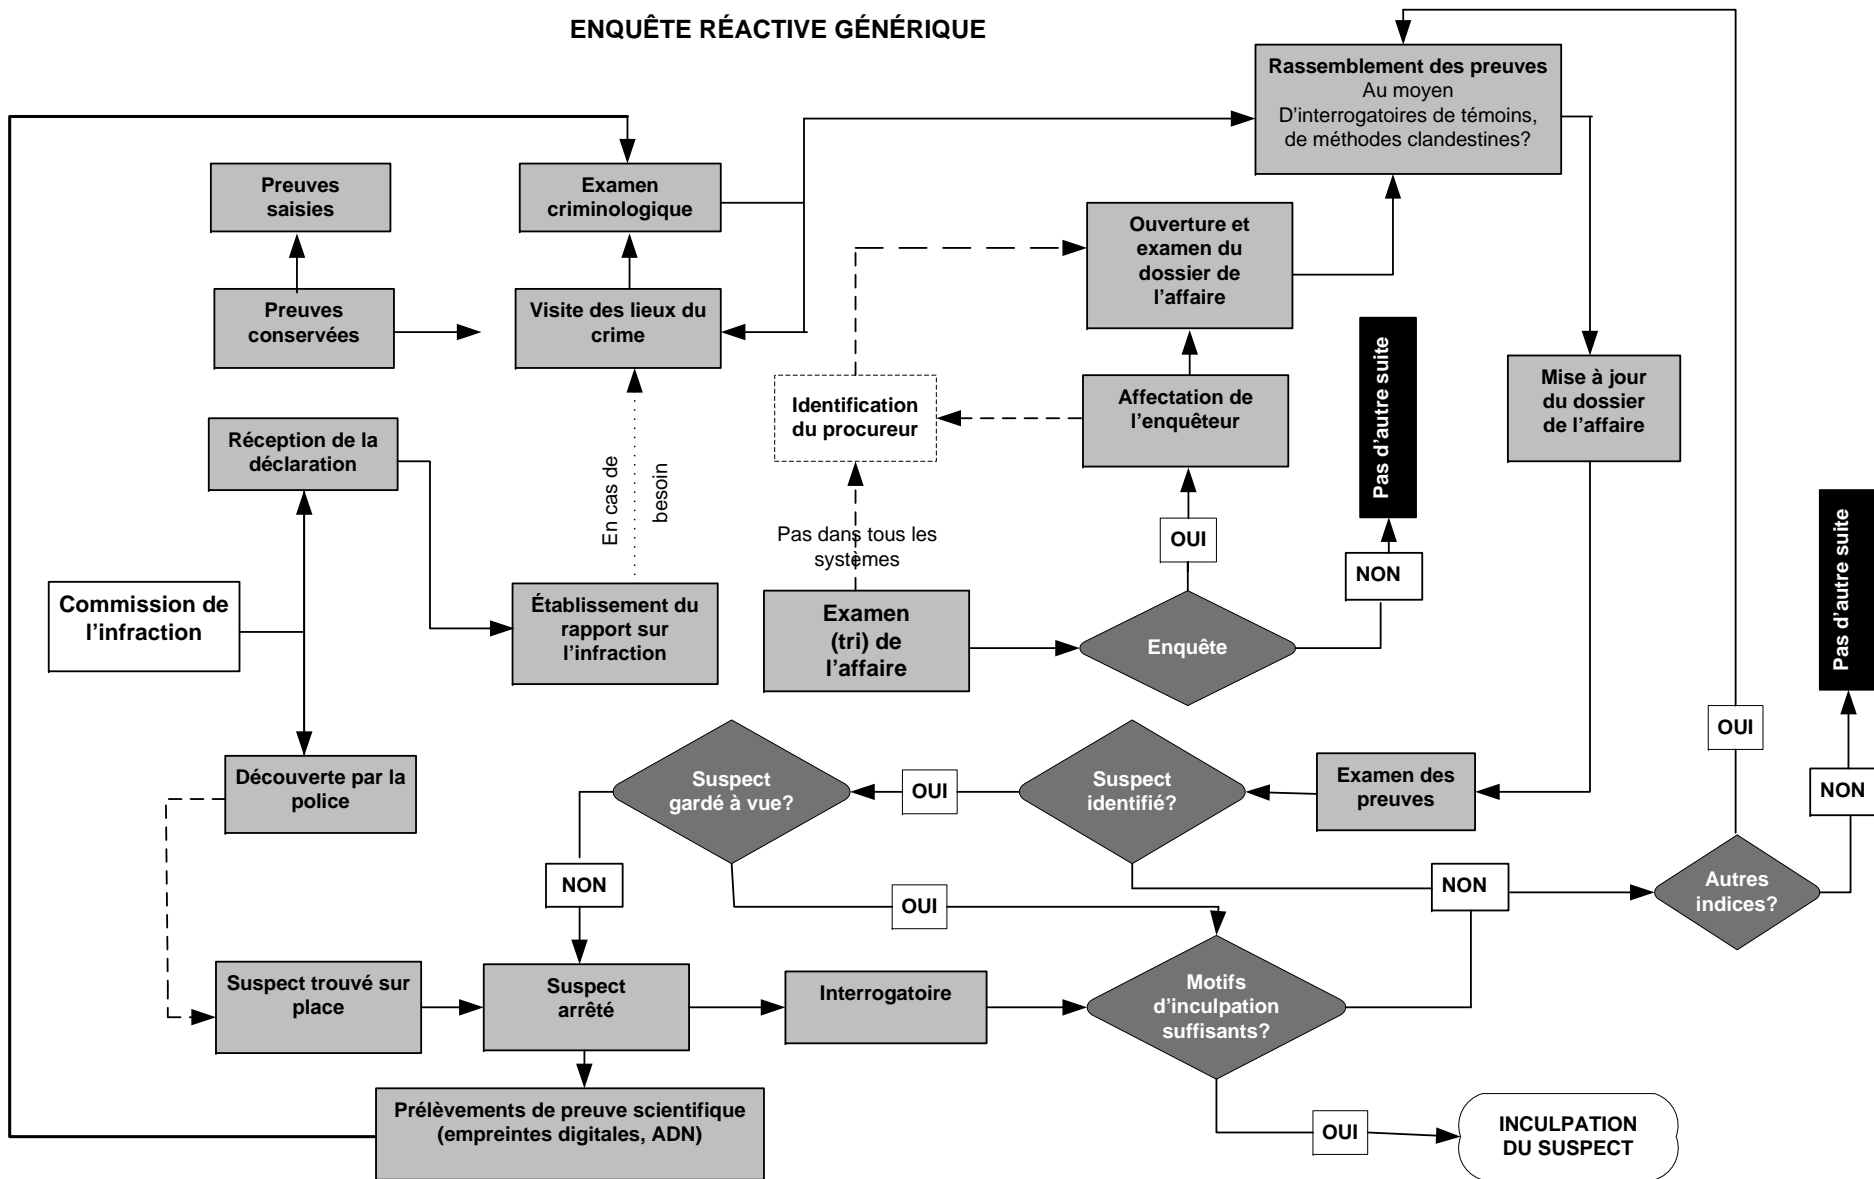 ENQUÊTE RÉACTIVE GÉNÉRIQUE
Rassemblement des preuves
Au moyen
D'interrogatoires de témoins,
de méthodes clandestines?
Preuves
saisies
Examen
criminologique
Ouverture et
examen du
dossier de
l'affaire
Preuves
conservées
Visite des lieux du
crime
Pas d'autre suite
Mise à jour
du dossier
de l'affaire
Identification
du procureur
Affectation de
l'enquêteur
Réception de la
déclaration
En cas de
besoin
Pas dans tous les
systèmes
OUI
NON
Pas d'autre suite
Commission de
l'infraction
Établissement du
rapport sur
l'infraction
Examen
(tri) de
l'affaire
Enquête
OUI
NON
Découverte par la
police
Suspect
gardé à vue?
OUI
Suspect
identifié?
Examen des
preuves
NON
OUI
NON
Autres
indices?
Suspect trouvé sur
place
Suspect
arrêté
Interrogatoire
Motifs
d'inculpation
suffisants?
Prélèvements de preuve scientifique
(empreintes digitales, ADN)
OUI
INCULPATION
DU SUSPECT